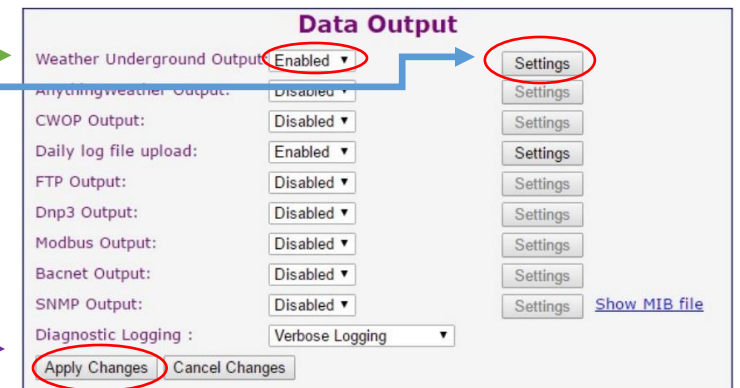 Data Output
Weather Underground Output Enabled Settings
AnythingWeather Output: Disabled Settings
CWOP Output: Disabled Settings
Daily log file upload: Enabled Settings
FTP Output: Disabled Settings
Dnp3 Output: Disabled Settings
Modbus Output: Disabled Settings
Bacnet Output: Disabled Settings
SNMP Output: Disabled Settings Show MIB file
Diagnostic Logging : Verbose Logging
Apply Changes Cancel Changes